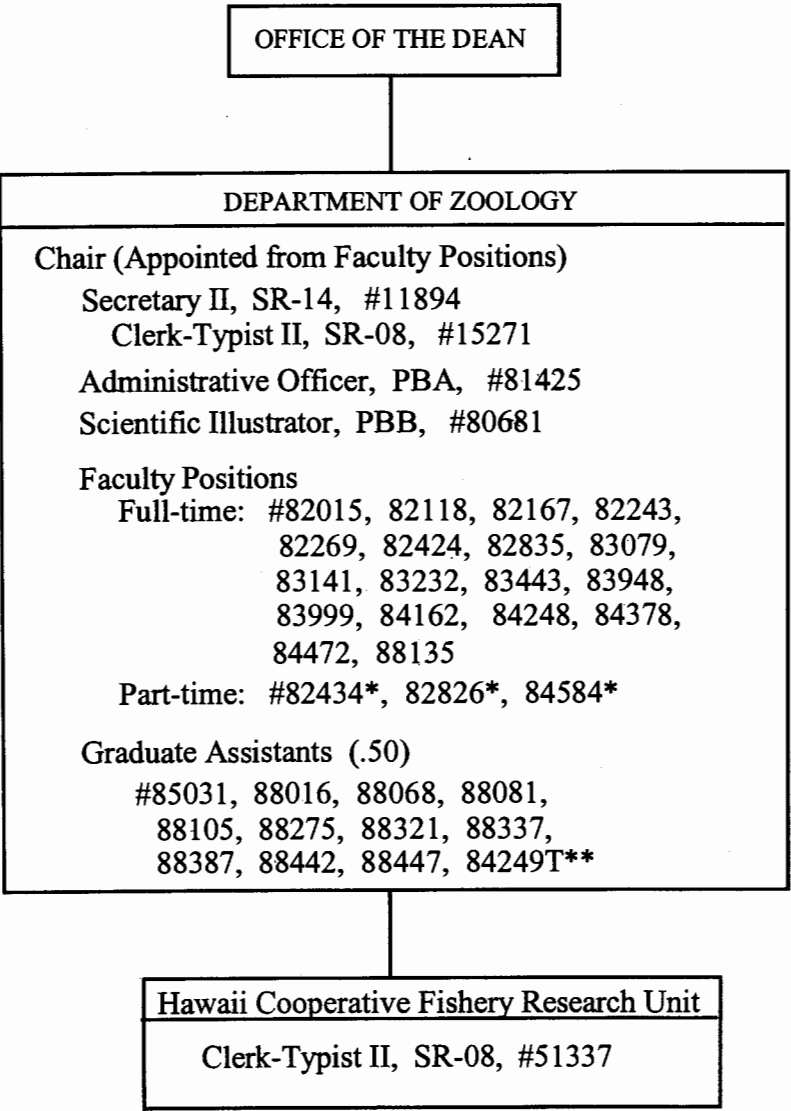 OFFICE OF THE DEAN
DEPARTMENT OF ZOOLOGY
Chair (Appointed from Faculty Positions)
Secretary II, SR-14, #11894
Clerk-Typist II, SR-08, #15271
Administrative Officer, PBA, #81425
Scientific Illustrator, PBB, #80681
Faculty Positions
Full-time: #82015, 82118, 82167, 82243,
82269, 82424, 82835, 83079,
83141, 83232, 83443, 83948,
83999, 84162, 84248, 84378,
84472, 88135
Part-time: #82434*, 82826*, 84584*
Graduate Assistants (.50)
#85031, 88016, 88068, 88081,
88105, 88275, 88321, 88337,
88387, 88442, 88447, 84249T**
Hawaii Cooperative Fishery Research Unit
Clerk-Typist II, SR-08, #51337